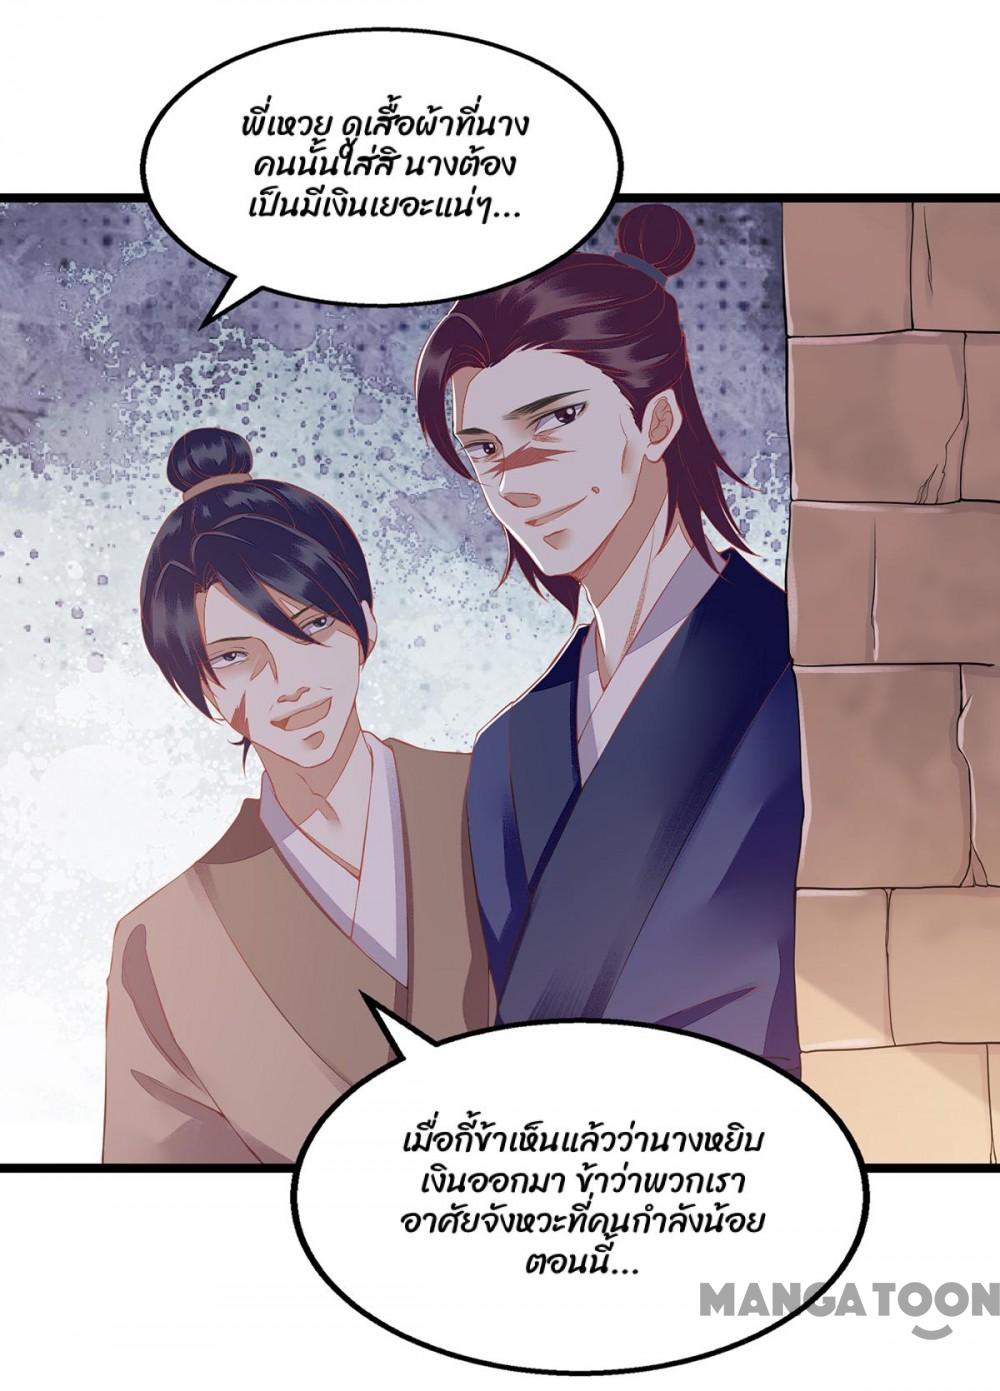 พี่เหวย ดูเสื้อผ้าที่นาง
คนนั้นใส่สิ นางต้อง
เป็นมีเงินเยอะแน่ๆ...
เมื่อกี้ข้าเห็นแล้วว่านางหยิบ
เงินออกมา ข้าว่าพวกเรา
อาศัยจังหวะที่คนกำลังน้อย
ตอนนี้...
MANGATOON